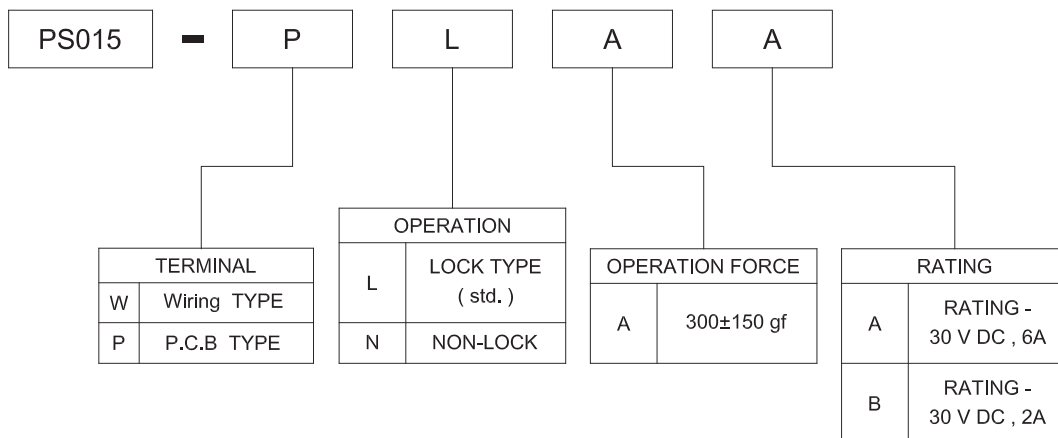 PS015 - P L A A
TERMINAL
W Wiring TYPE
P P.C.B TYPE
OPERATION
L LOCK TYPE
( std. )
N NON-LOCK
OPERATION FORCE
A 300±150 gf
RATING
A RATING -
30 V DC , 6A
B RATING -
30 V DC , 2A